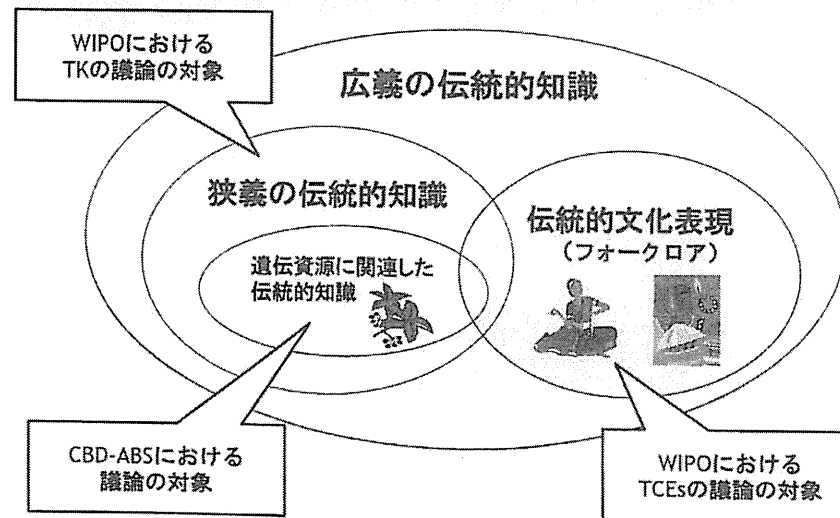 WIPOにおける
TKの議論の対象
広義の伝統的知識
狭義の伝統的知識
伝統的文化表現
（フォークロア）
遺伝資源に関連した
伝統的知識
CBD-ABSにおける
議論の対象
WIPOにおける
TCEsの議論の対象